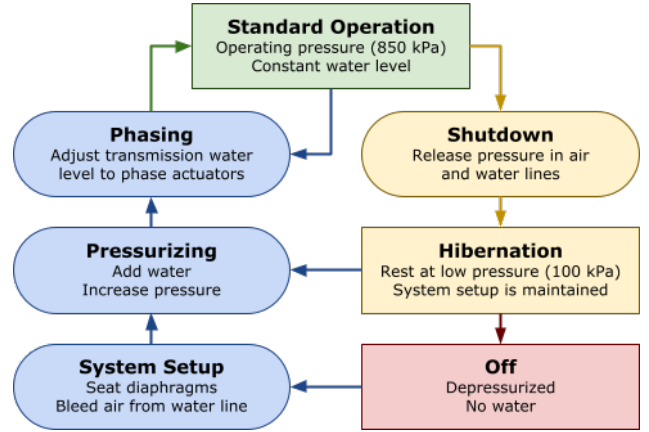 Standard Operation
Operating pressure (850 kPa)
Constant water level
Phasing
Adjust transmission water
level to phase actuators
Shutdown
Release pressure in air
and water lines
Pressurizing
Add water
Increase pressure
Hibernation
Rest at low pressure (100 kPa)
System setup is maintained
System Setup
Seat diaphragms
Bleed air from water line
Off
Depressurized
No water